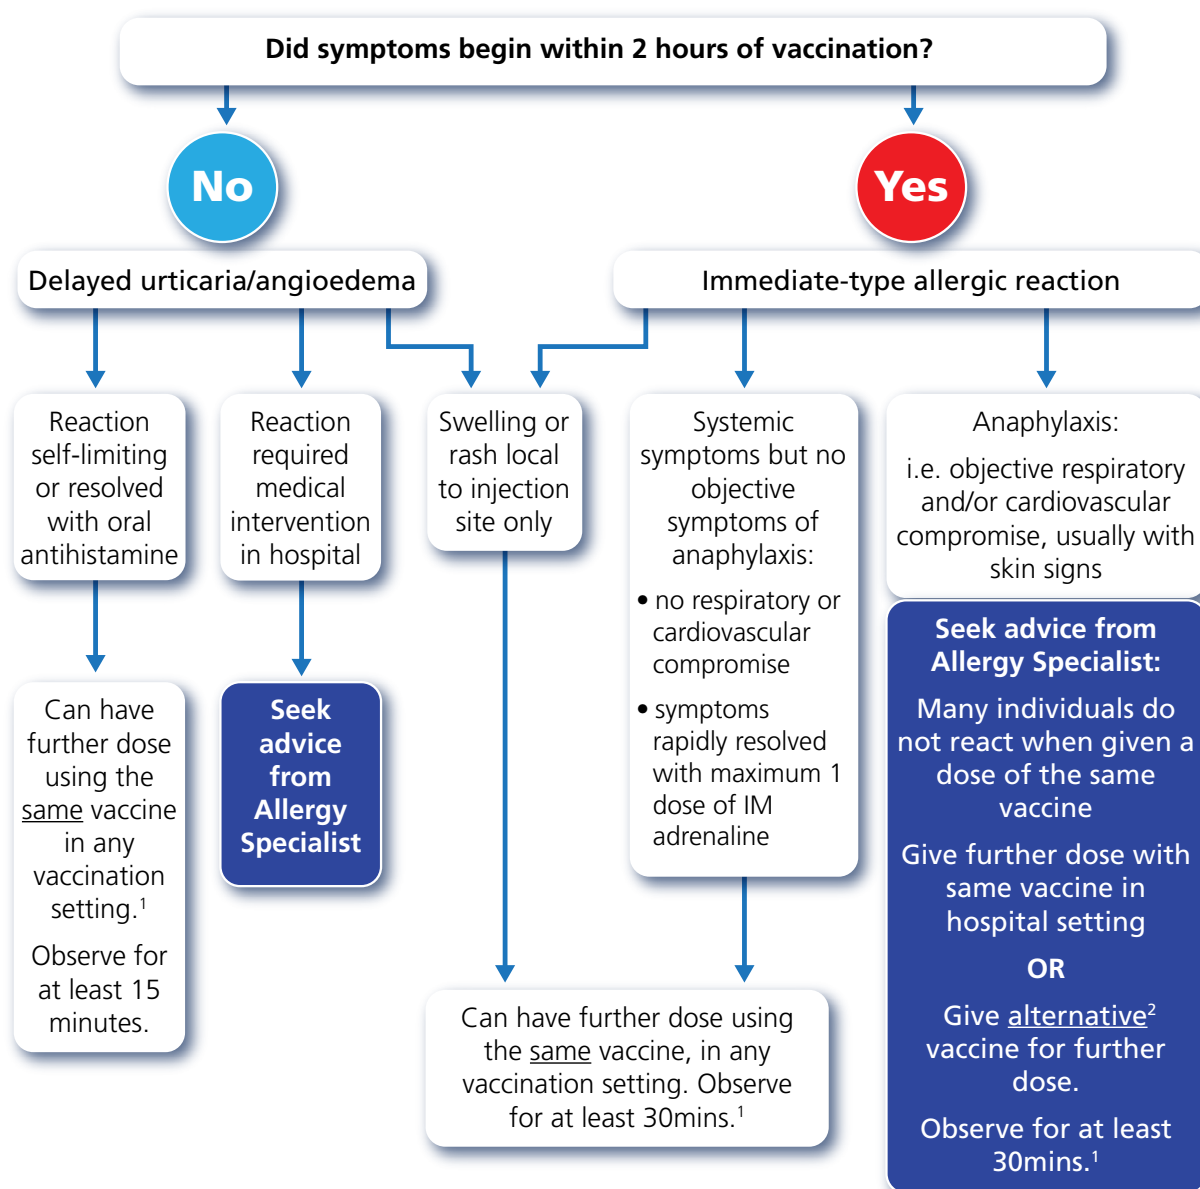 Did symptoms begin within 2 hours of vaccination?
No
Yes
Delayed urticaria/angioedema
Immediate-type allergic reaction
Reaction
self-limiting
or resolved
with oral
antihistamine
Reaction
required
medical
intervention
in hospital
Swelling or
rash local
to injection
site only
Systemic
symptoms but no
objective
symptoms of
anaphylaxis:
• no respiratory or
cardiovascular
compromise
• symptoms
rapidly resolved
with maximum 1
dose of IM
adrenaline
Anaphylaxis:
i.e. objective respiratory
and/or cardiovascular
compromise, usually with
skin signs
Can have
further dose
using the
same vaccine
in any
vaccination
setting.¹
Observe for
at least 15
minutes.
Seek
advice
from
Allergy
Specialist
Can have further dose using
the same vaccine, in any
vaccination setting. Observe
for at least 30mins.¹
Seek advice from
Allergy Specialist:
Many individuals do
not react when given a
dose of the same
vaccine
Give further dose with
same vaccine in
hospital setting
OR
Give alternative²
vaccine for further
dose.
Observe for at least
30mins.¹